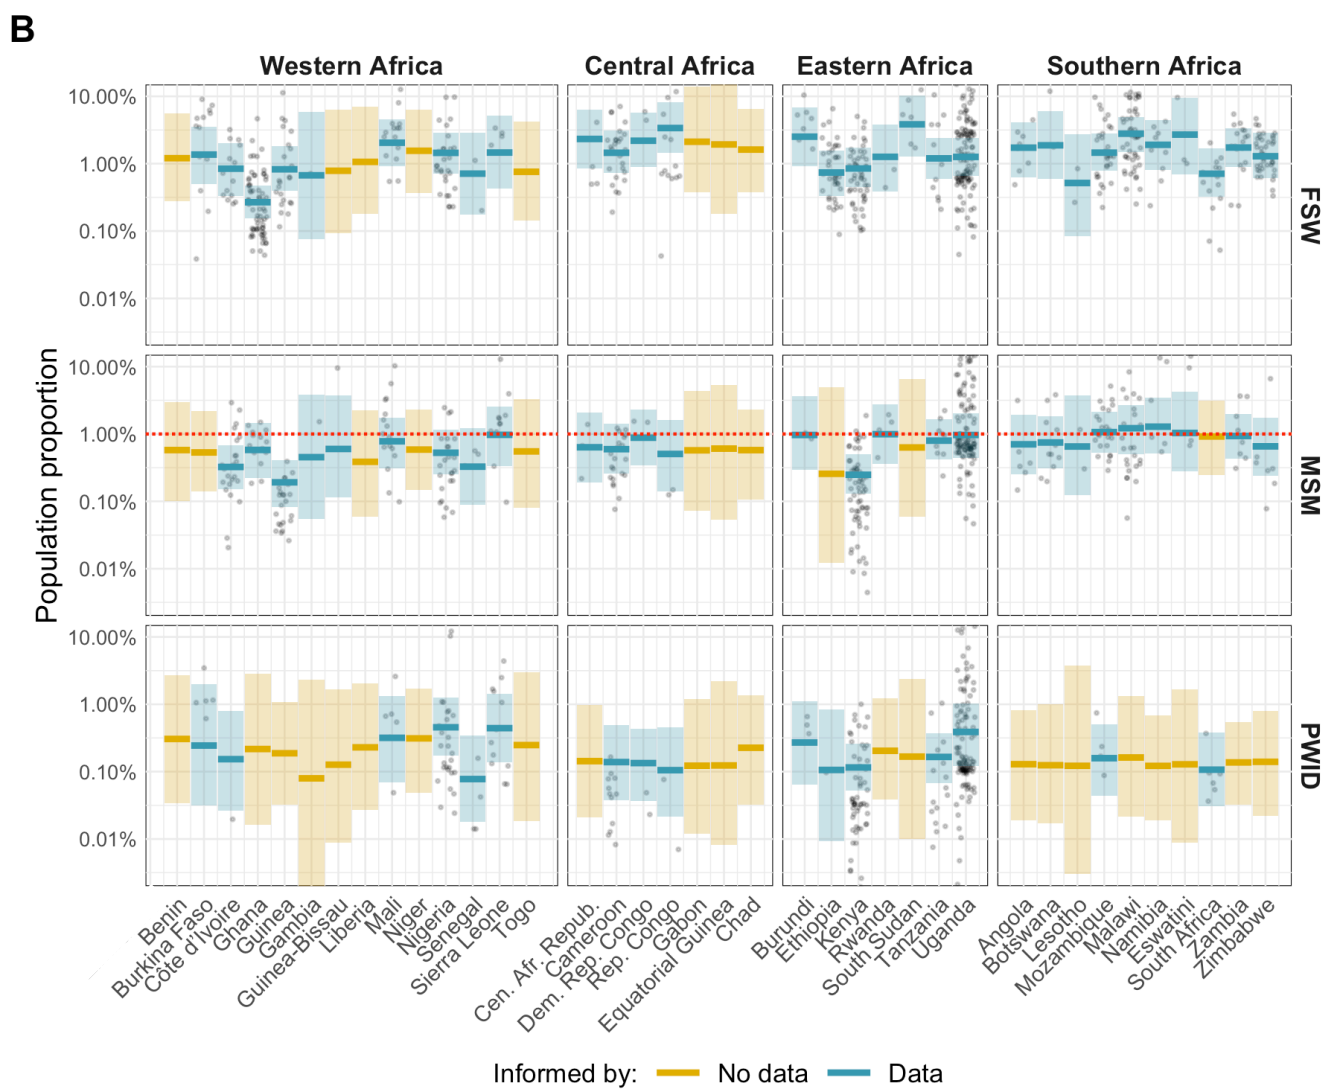 B
Western Africa
Central Africa
Eastern Africa
Southern Africa
Population proportion
10.00%
1.00%
0.10%
0.01%
FSW
10.00%
1.00%
0.10%
0.01%
MSM
10.00%
1.00%
0.10%
0.01%
PWID
Benin
Burkina Faso
Côte d'Ivoire
Ghana
Guinea
Gambia
Guinea-Bissau
Liberia
Mali
Niger
Nigeria
Senegal
Sierra Leone
Togo
Cen. Afr. Repub.
Cameroon
Dem. Rep. Congo
Rep. Congo
Gabon
Equatorial Guinea
Chad
Burundi
Ethiopia
Kenya
Rwanda
South Sudan
Tanzania
Uganda
Angola
Botswana
Lesotho
Mozambique
Malawi
Namibia
Eswatini
South Africa
Zambia
Zimbabwe
Informed by: No data Data